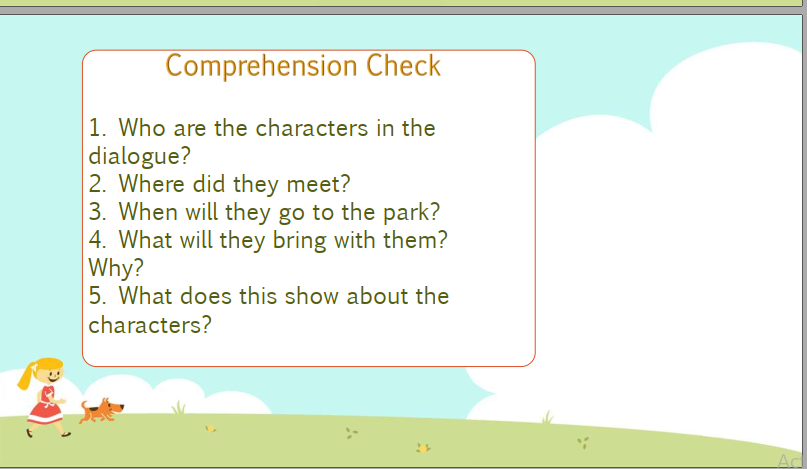 Comprehension Check
1. Who are the characters in the
dialogue?
2. Where did they meet?
3. When will they go to the park?
4. What will they bring with them?
Why?
5. What does this show about the
characters?